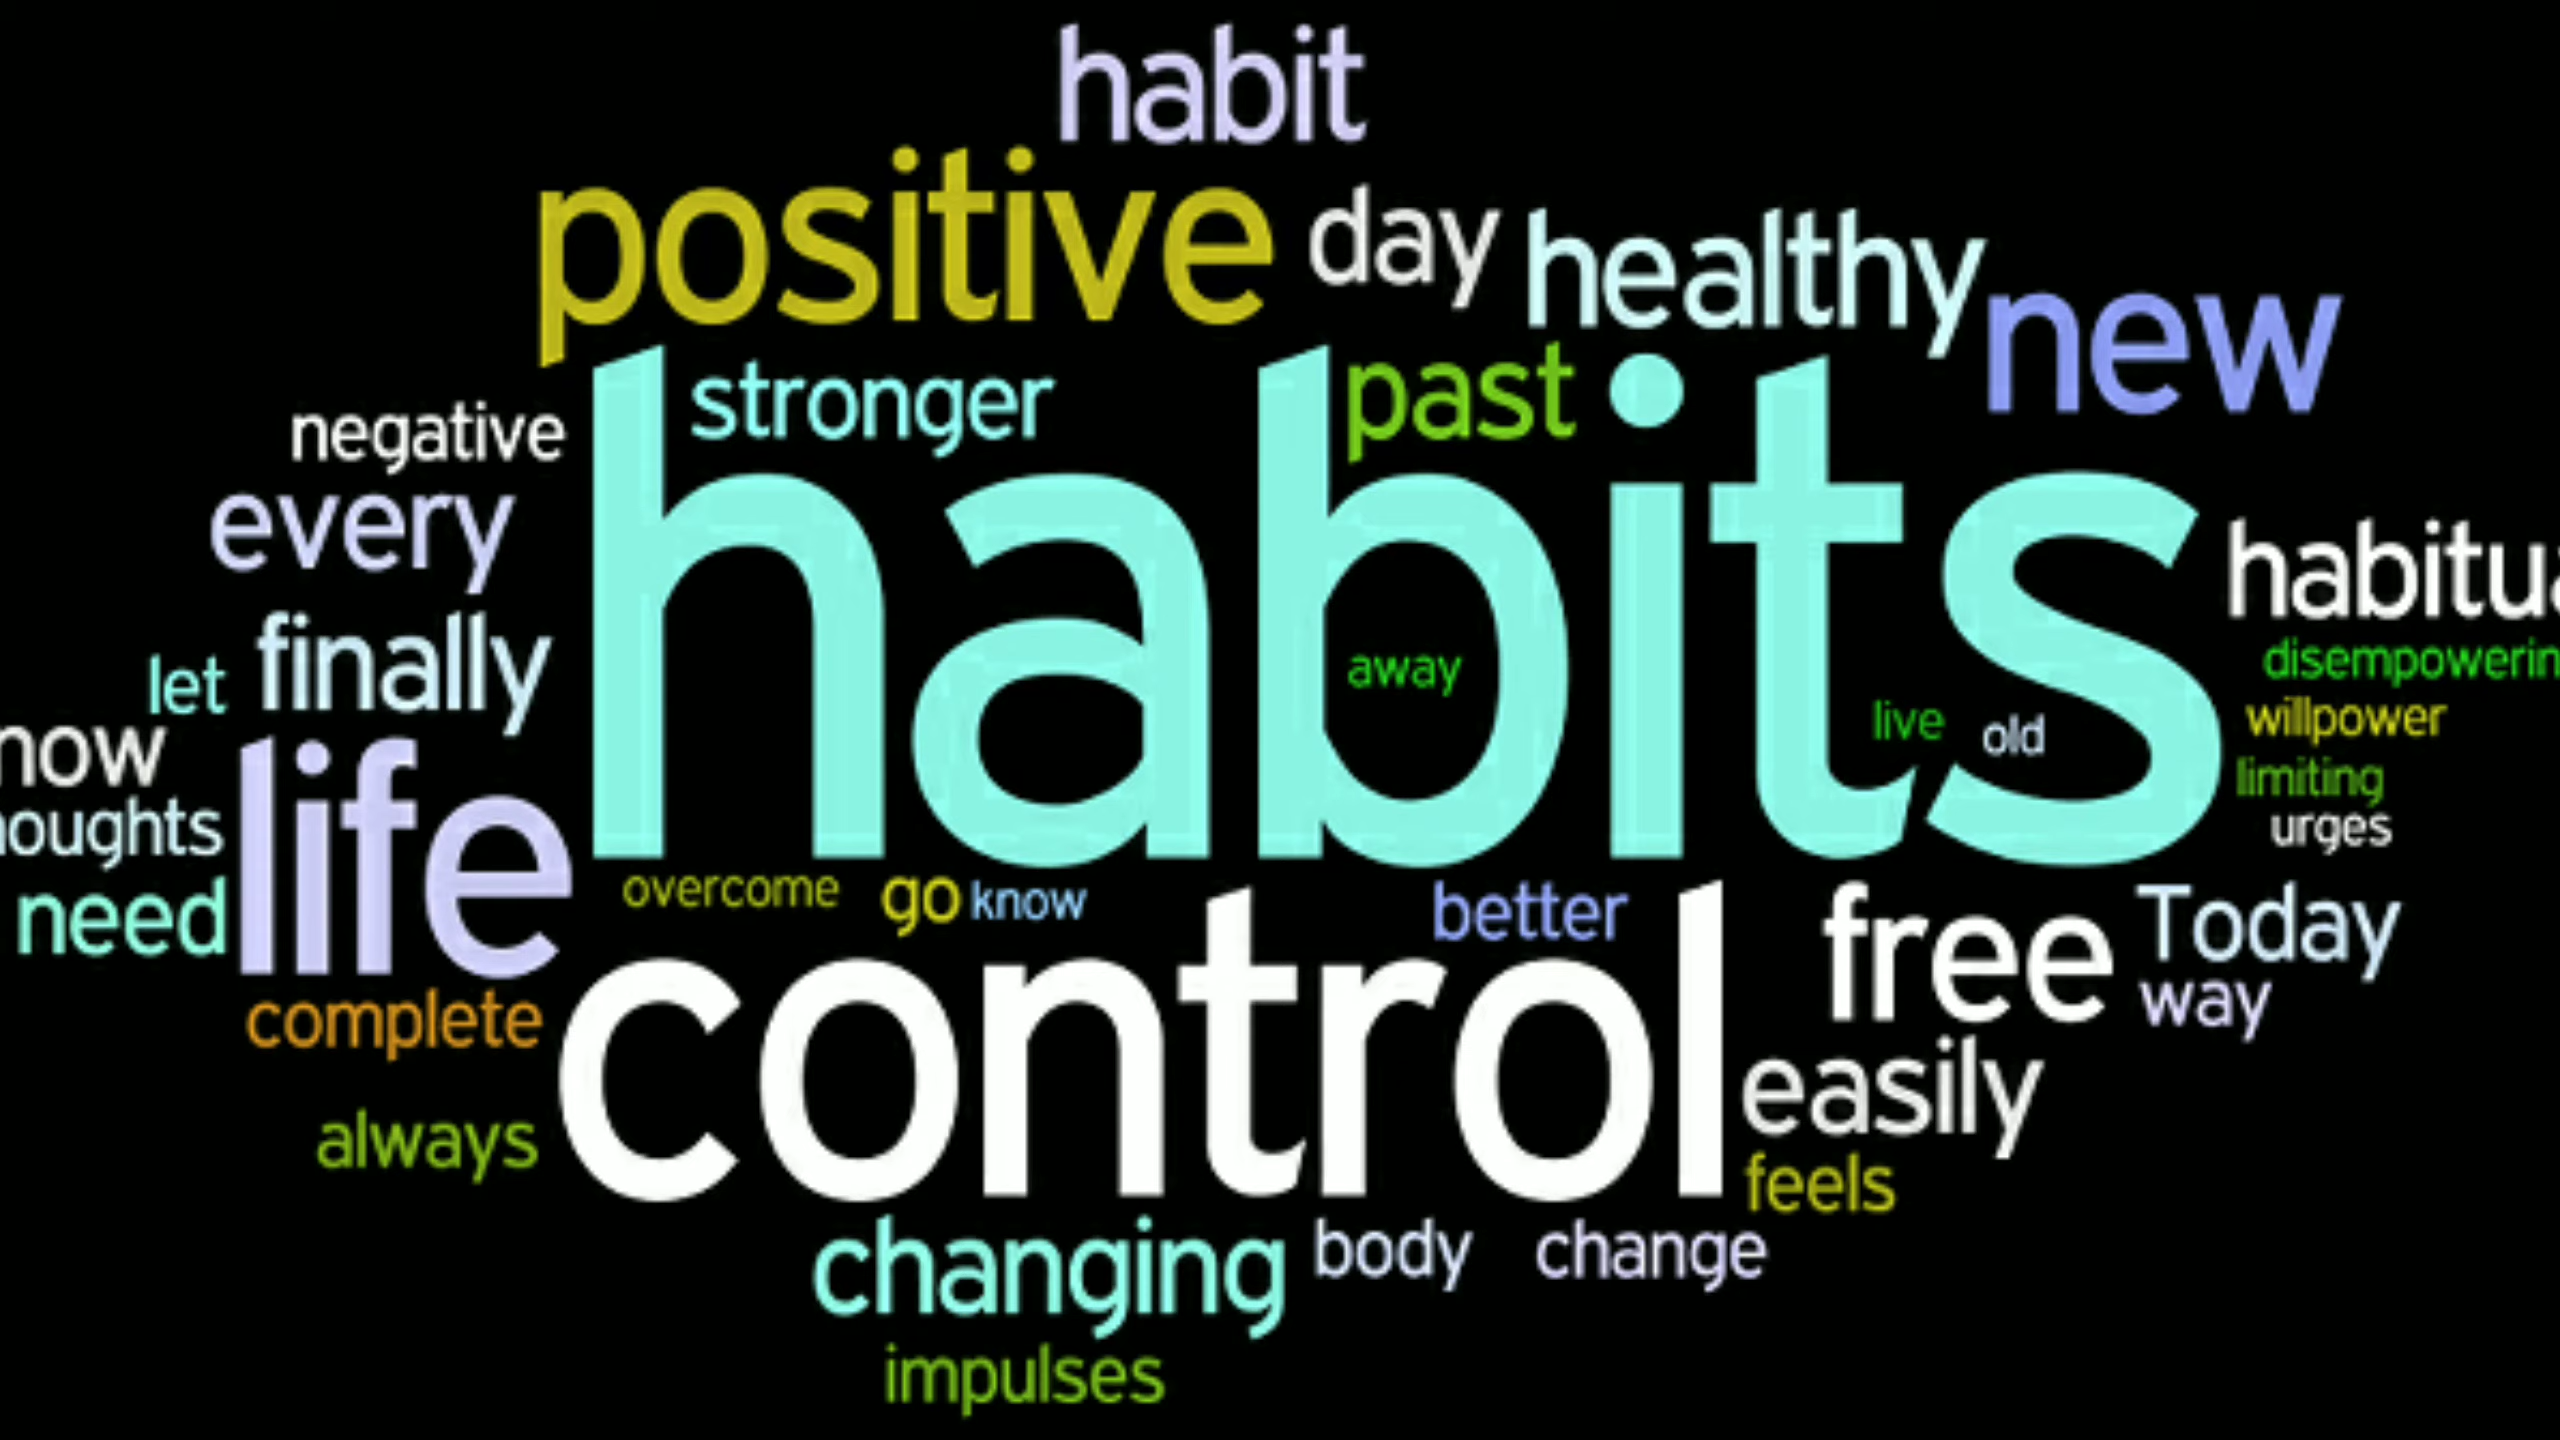 habit
positive
day
healthy
new
stronger
past
negative
habits
every
habitua
finally
let
away
disempowerin
live
old
willpower
now
life
limiting
houghts
urges
need
overcome
go
know
better
free
Today
way
complete
control
easily
always
feels
changing
body
change
impulses